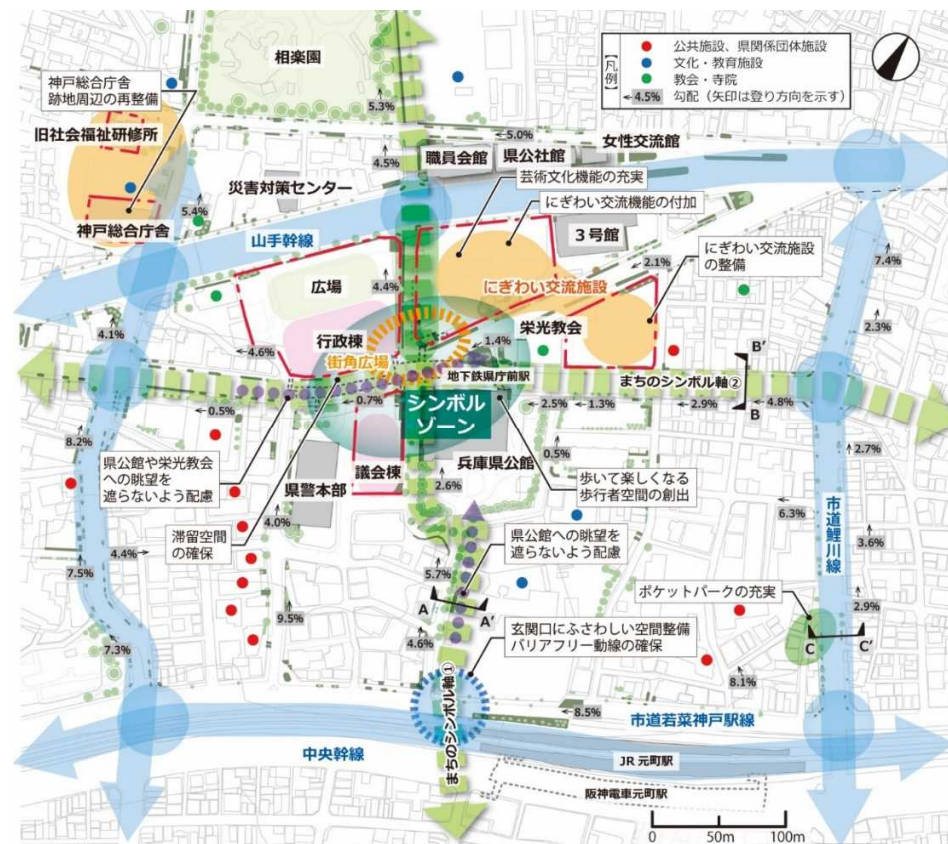 相楽園
【凡例】
公共施設、県関係団体施設
文化・教育施設
教会・寺院
4.5%
勾配（矢印は登り方向を示す）
神戸総合庁舎
跡地周辺の再整備
旧社会福祉研修所
神戸総合庁舎
5.4%
災害対策センター
山手幹線
5.3%
4.5%
5.0%
職員会館
県公社館
女性交流館
芸術文化機能の充実
にぎわい交流機能の付加
3号館
2.1%
にぎわい交流施設
の整備
7.4%
2.3%
広場
4.4%
にぎわい交流施設
栄光教会
4.1%
4.6%
行政棟
街角広場
1.4%
地下鉄県庁前駅
まちのシンボル軸②
B'
B
0.5%
0.7%
シンボル
ゾーン
2.5%
1.3%
2.9%
4.8%
8.2%
県公館や栄光教会
への眺望を
遮らないよう配慮
県警本部
議会棟
2.6%
兵庫県公館
0.5%
歩いて楽しくなる
歩行者空間の創出
2.7%
滞留空間
の確保
4.0%
6.3%
市道鯉川線
3.6%
4.4%
7.5%
9.5%
5.7%
県公館への眺望を
遮らないよう配慮
A
A'
ポケットパークの充実
2.9%
C
C'
7.3%
4.6%
玄関口にふさわしい空間整備
バリアフリー動線の確保
8.1%
まちのシンボル軸①
8.5%
市道若菜神戸駅線
中央幹線
JR 元町駅
阪神電車元町駅
0
50m
100m